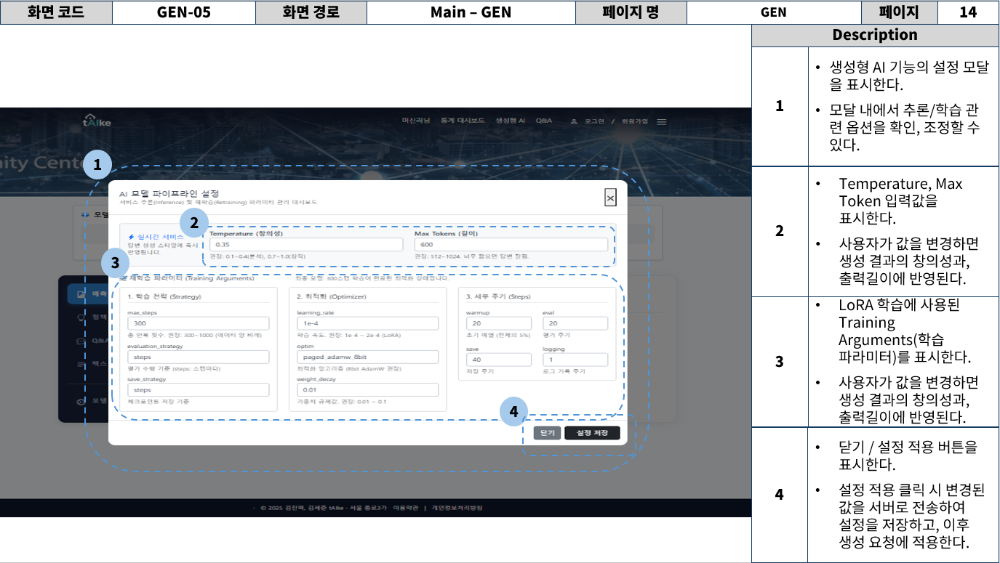 화면 코드 GEN-05 화면 경로 Main – GEN 페이지 명 GEN 페이지 14
Description
1
• 생성형 AI 기능의 설정 모달
을 표시한다.
• 모달 내에서 추론/학습 관
련 옵션을 확인, 조정할 수
있다.
2
• Temperature, Max
Token 입력값을
표시한다.
• 사용자가 값을 변경하면
생성 결과의 창의성과,
출력길이에 반영된다.
3
• LoRA 학습에 사용된
Training
Arguments(학습
파라미터)를 표시한다.
• 사용자가 값을 변경하면
생성 결과의 창의성과,
출력길이에 반영된다.
4
• 닫기 / 설정 적용 버튼을
표시한다.
• 설정 적용 클릭 시 변경된
값을 서버로 전송하여
설정을 저장하고, 이후
생성 요청에 적용한다.
tAIke
머신러닝 통계 대시보드 생성형 AI Q&A 로그인 / 회원가입
nity Cent
1
AI 모델 파이프라인 설정
서비스 추론(Inference) 및 재학습(Retraining) 파라미터 관리 대시보드
×
모델
2
실시간 서비스
답변 생성 스타일에 즉시
반영됩니다.
Temperature (창의성)
0.35
권장: 0.1~0.4(분석), 0.7~1.0(창작)
Max Tokens (길이)
600
권장: 512~1024. 너무 짧으면 답변 잘림.
3
재학습 파라미터 (Training Arguments) 최종 모델: 300스텝 학습이 완료된 최적화 상태입니다.
1. 학습 전략 (Strategy)
max_steps
300
총 반복 횟수. 권장: 300~1000 (데이터 양 비례)
evaluation_strategy
steps
평가 수행 기준 (steps: 스텝마다)
save_strategy
steps
체크포인트 저장 기준
2. 최적화 (Optimizer)
learning_rate
1e-4
학습 속도. 권장: 1e-4 ~ 2e-4 (LoRA)
optim
paged_adamw_8bit
최적화 알고리즘 (8bit AdamW 권장)
weight_decay
0.01
가중치 규제값. 권장: 0.01 ~ 0.1
3. 세부 주기 (Steps)
warmup eval
20 20
초기 예열 (전체의 5%) 평가 주기
save logging
40 1
저장 주기 로그 기록 주기
4
닫기 설정 저장
예측
정책
Q&A
텍스
모델
© 2025 김진혁, 김세준 tAIke · 서울 종로3가 이용약관 | 개인정보처리방침